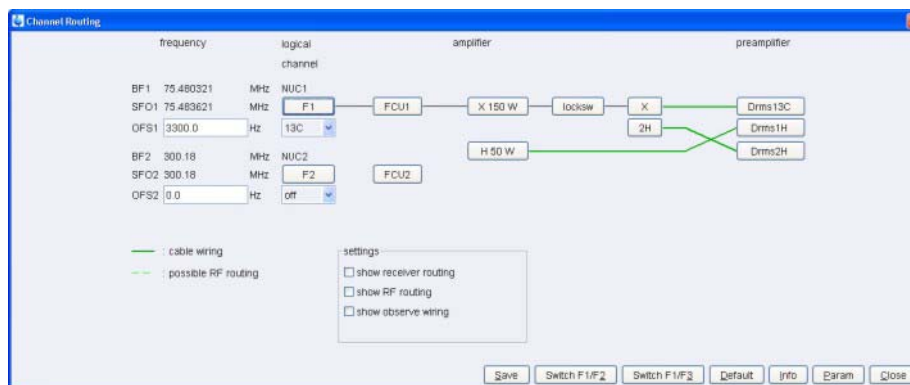 Channel Routing
frequency logical channel amplifier preamplifier
BF1 75.480321 MHz NUC1
SFO1 75.483621 MHz F1 FCU1 X 150 W locksw X Drms13C
OFS1 3300.0 Hz 13C 2H Drms1H
H 50 W Drms2H
BF2 300.18 MHz NUC2
SFO2 300.18 MHz F2 FCU2
OFS2 0.0 Hz off
: cable wiring
: possible RF routing
settings
show receiver routing
show RF routing
show observe wiring
Save Switch F1/F2 Switch F1/F3 Default Info Param Close